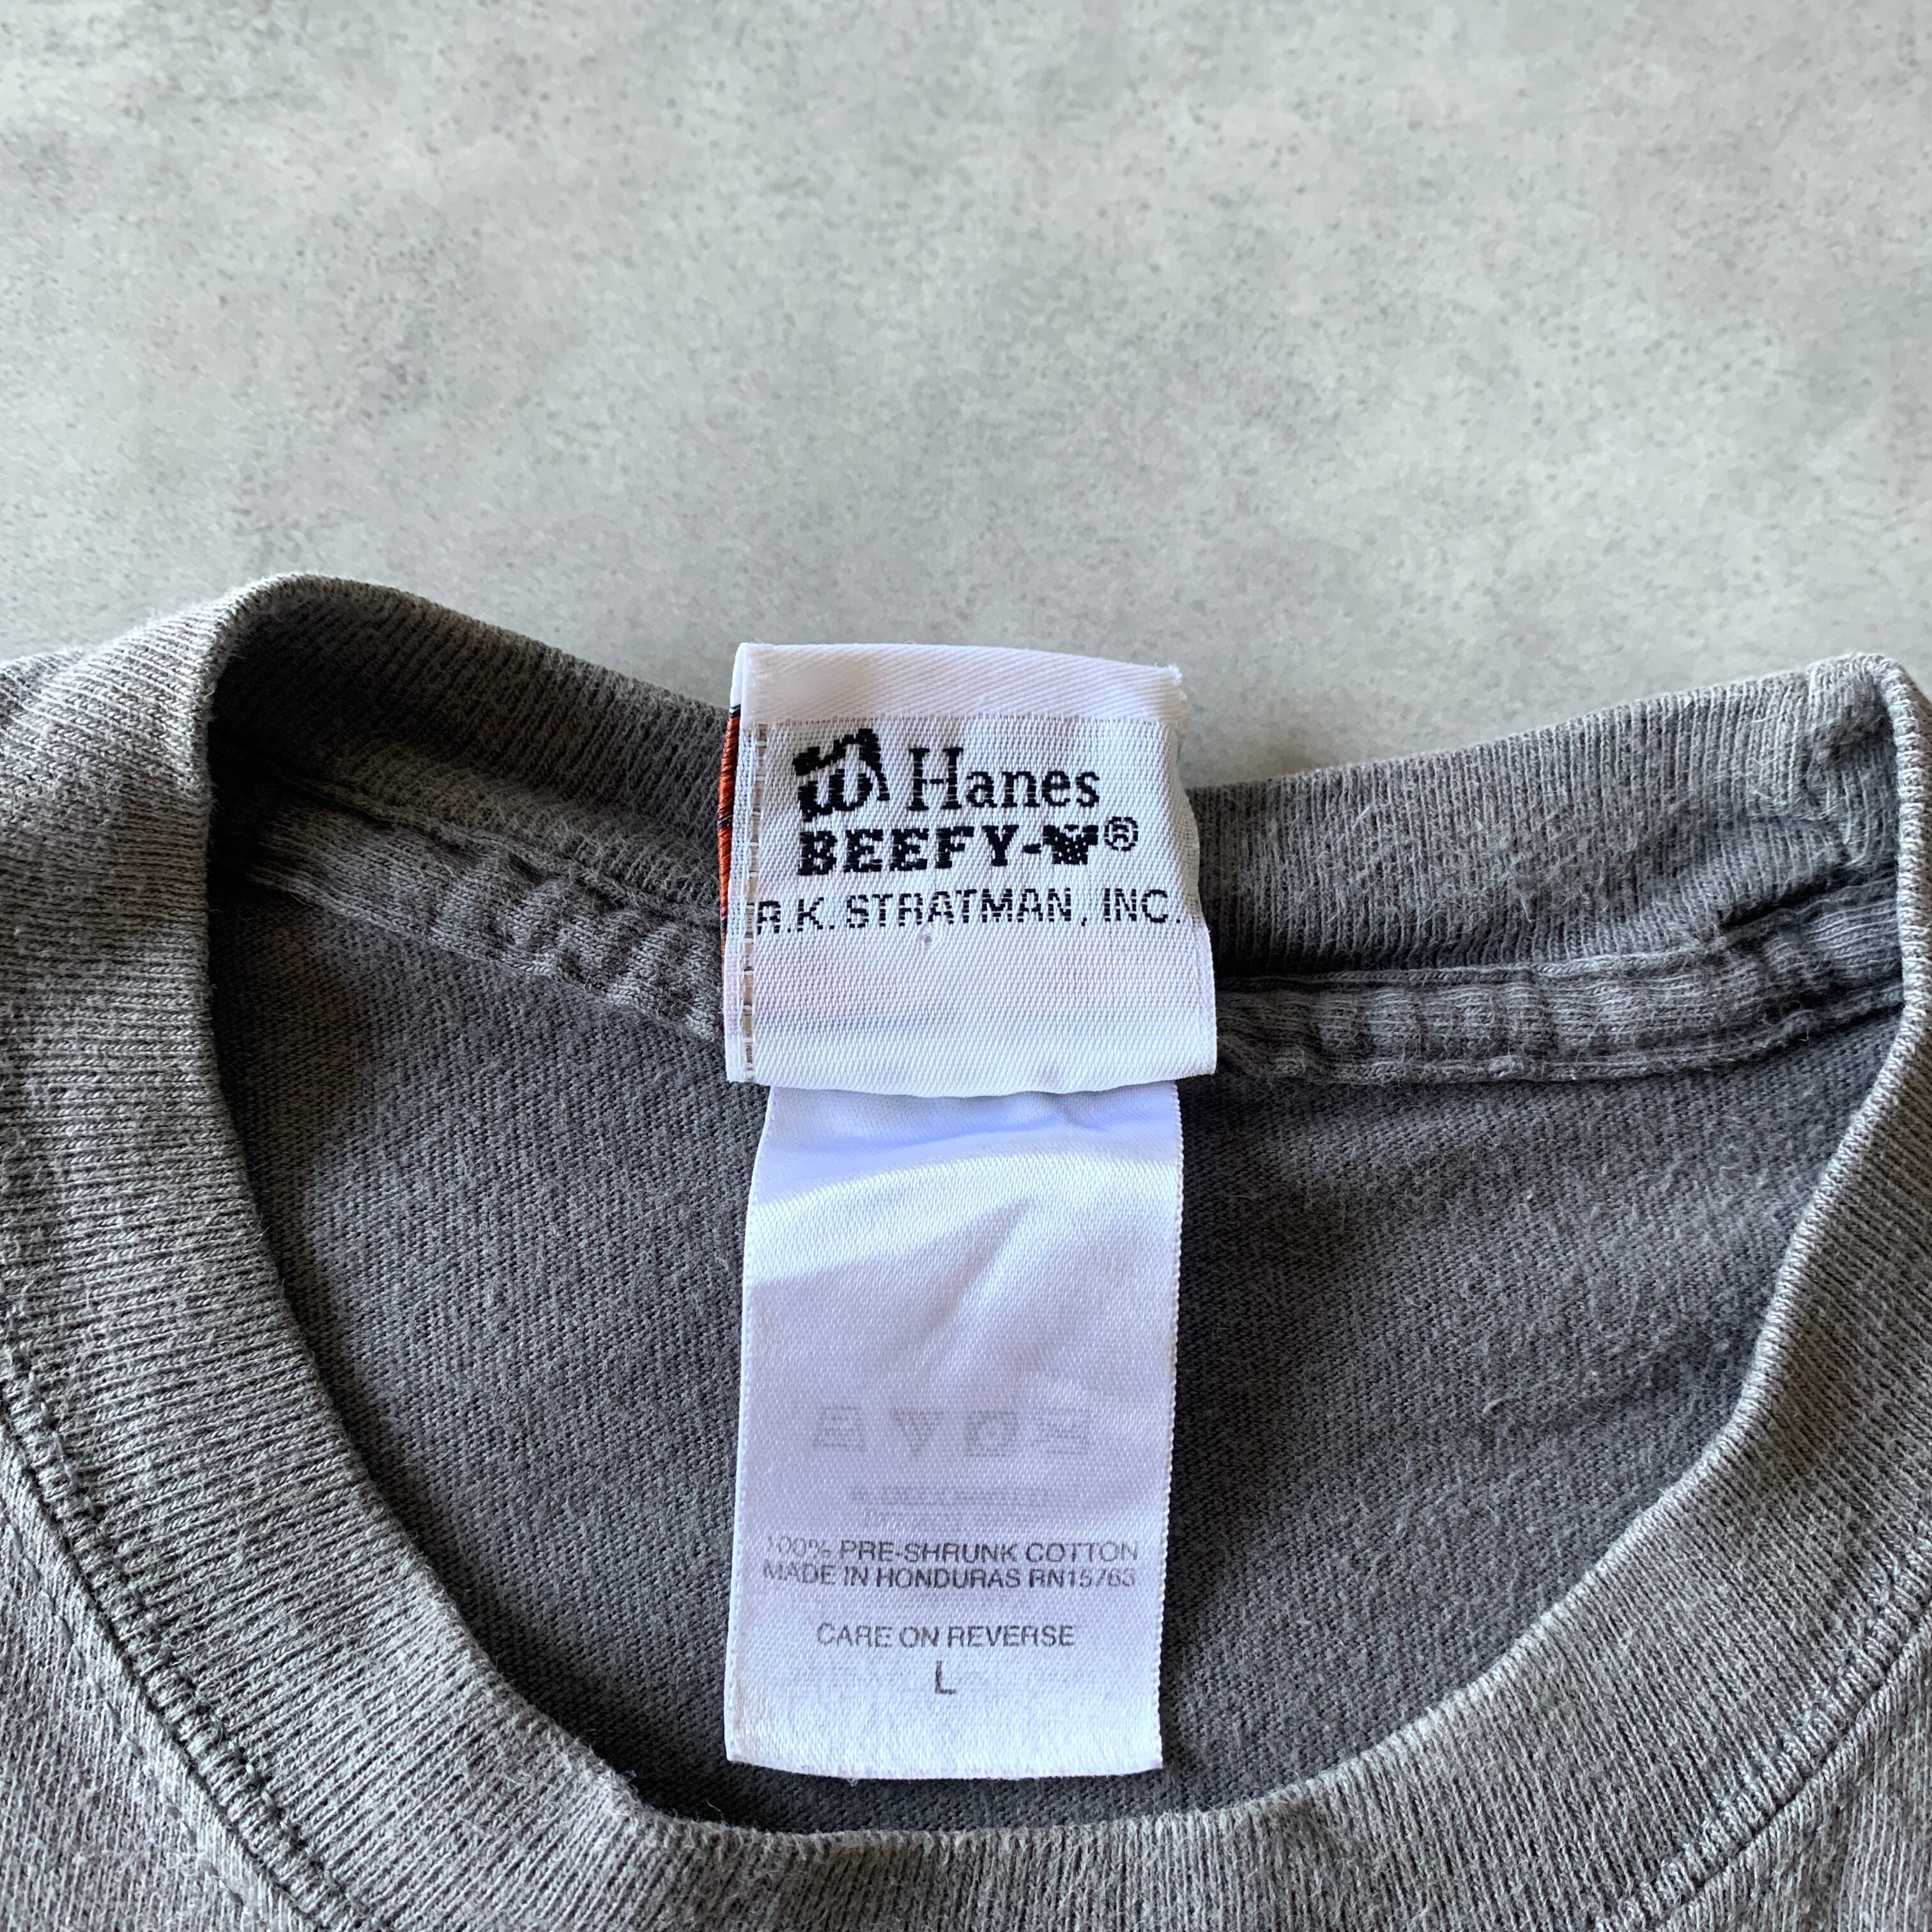 Hanes
BEEFY-T®
R.K. STRATMAN, INC.
100% PRE-SHRUNK COTTON
MADE IN HONDURAS RN15763
CARE ON REVERSE
L